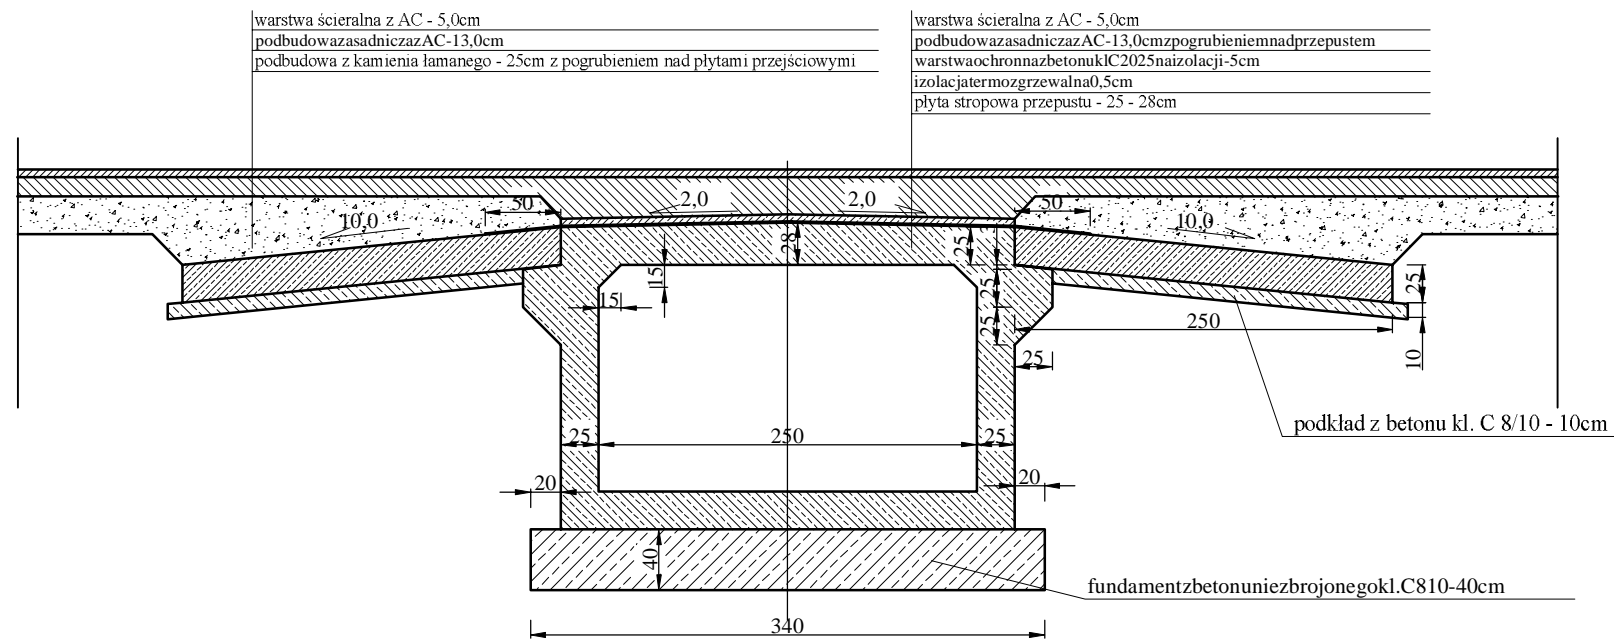 warstwa ścieralna z AC - 5,0cm
podbudowazasadniczazAC-13,0cm
podbudowa z kamienia łamanego - 25cm z pogrubieniem nad płytami przejściowymi
warstwa ścieralna z AC - 5,0cm
podbudowazasadniczazAC-13,0cmzpogrubieniemnadprzepustem
warstwaochronnazbetonuklC2025naizolacji-5cm
izolacjatermozgrzewalna0,5cm
płyta stropowa przepustu - 25 - 28cm
50
2,0
2,0
50
10,0
10,0
28
25
15
15
25
25
25
10
250
25
podkład z betonu kl. C 8/10 - 10cm
25
250
25
20
20
40
fundamentzbetonuniezbrojonegokl.C810-40cm
340